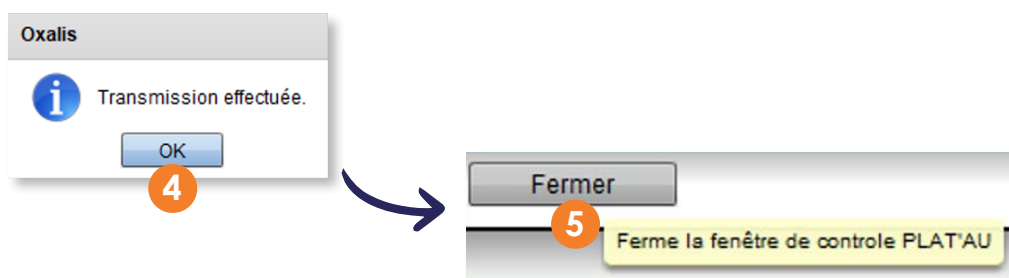 Oxalis
Transmission effectuée.
OK
4
Fermer
5
Ferme la fenêtre de controle PLAT'AU